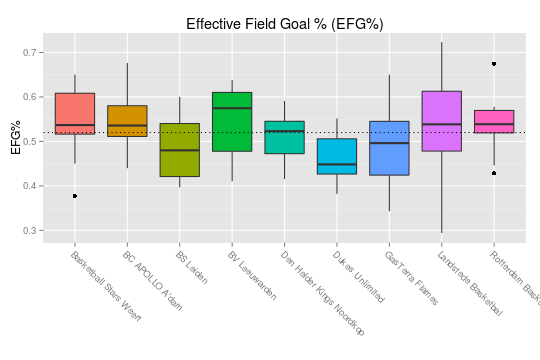 Effective Field Goal % (EFG%)
0.7
0.6
0.5
0.4
0.3
EFG%
Basketball Stars Weert
BC APOLLO A'dam
BS Leiden
BV Leeuwarden
Den Helder Kings Noordkop
Dukes Unlimited
GasTerra Flames
Landstede Basketbal
Rotterdam Bask